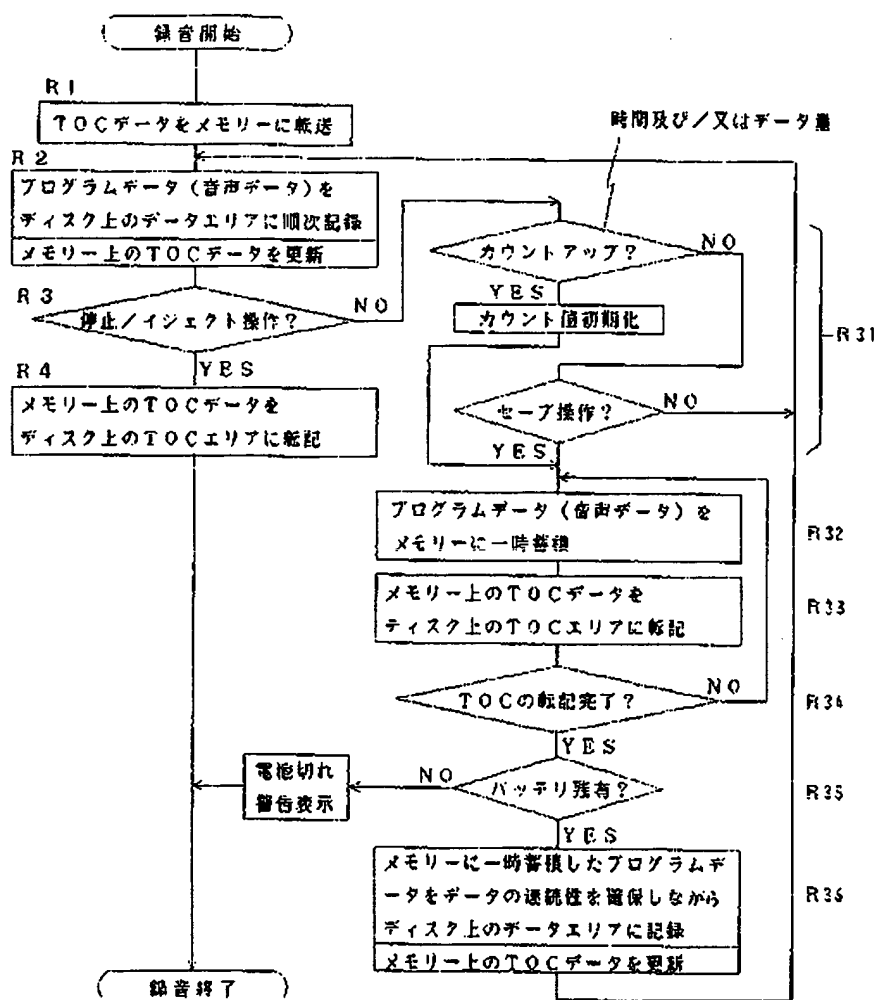 録音開始
R1
TOCデータをメモリーに転送
R2
プログラムデータ（音声データ）を
ディスク上のデータエリアに順次記録
メモリー上のTOCデータを更新
R3
停止／イジェクト操作？
NO
YES
R4
メモリー上のTOCデータを
ディスク上のTOCエリアに転記
時間及び／又はデータ量
カウントアップ？
NO
YES
カウント値初期化
R31
セーブ操作？
NO
YES
プログラムデータ（音声データ）を
メモリーに一時蓄積
R32
メモリー上のTOCデータを
ディスク上のTOCエリアに転記
R33
TOCの転記完了？
NO
R34
YES
バッテリ残有？
NO
R35
電池切れ
警告表示
YES
メモリーに一時蓄積したプログラムデ
ータをデータの連続性を確保しながら
ディスク上のデータエリアに記録
メモリー上のTOCデータを更新
R36
録音終了